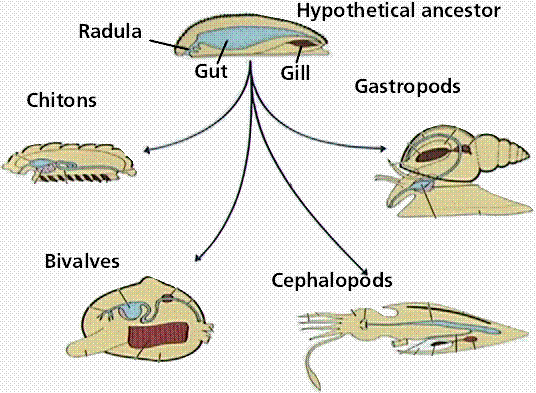 Hypothetical ancestor
Radula
Gut
Gill
Chitons
Gastropods
Bivalves
Cephalopods